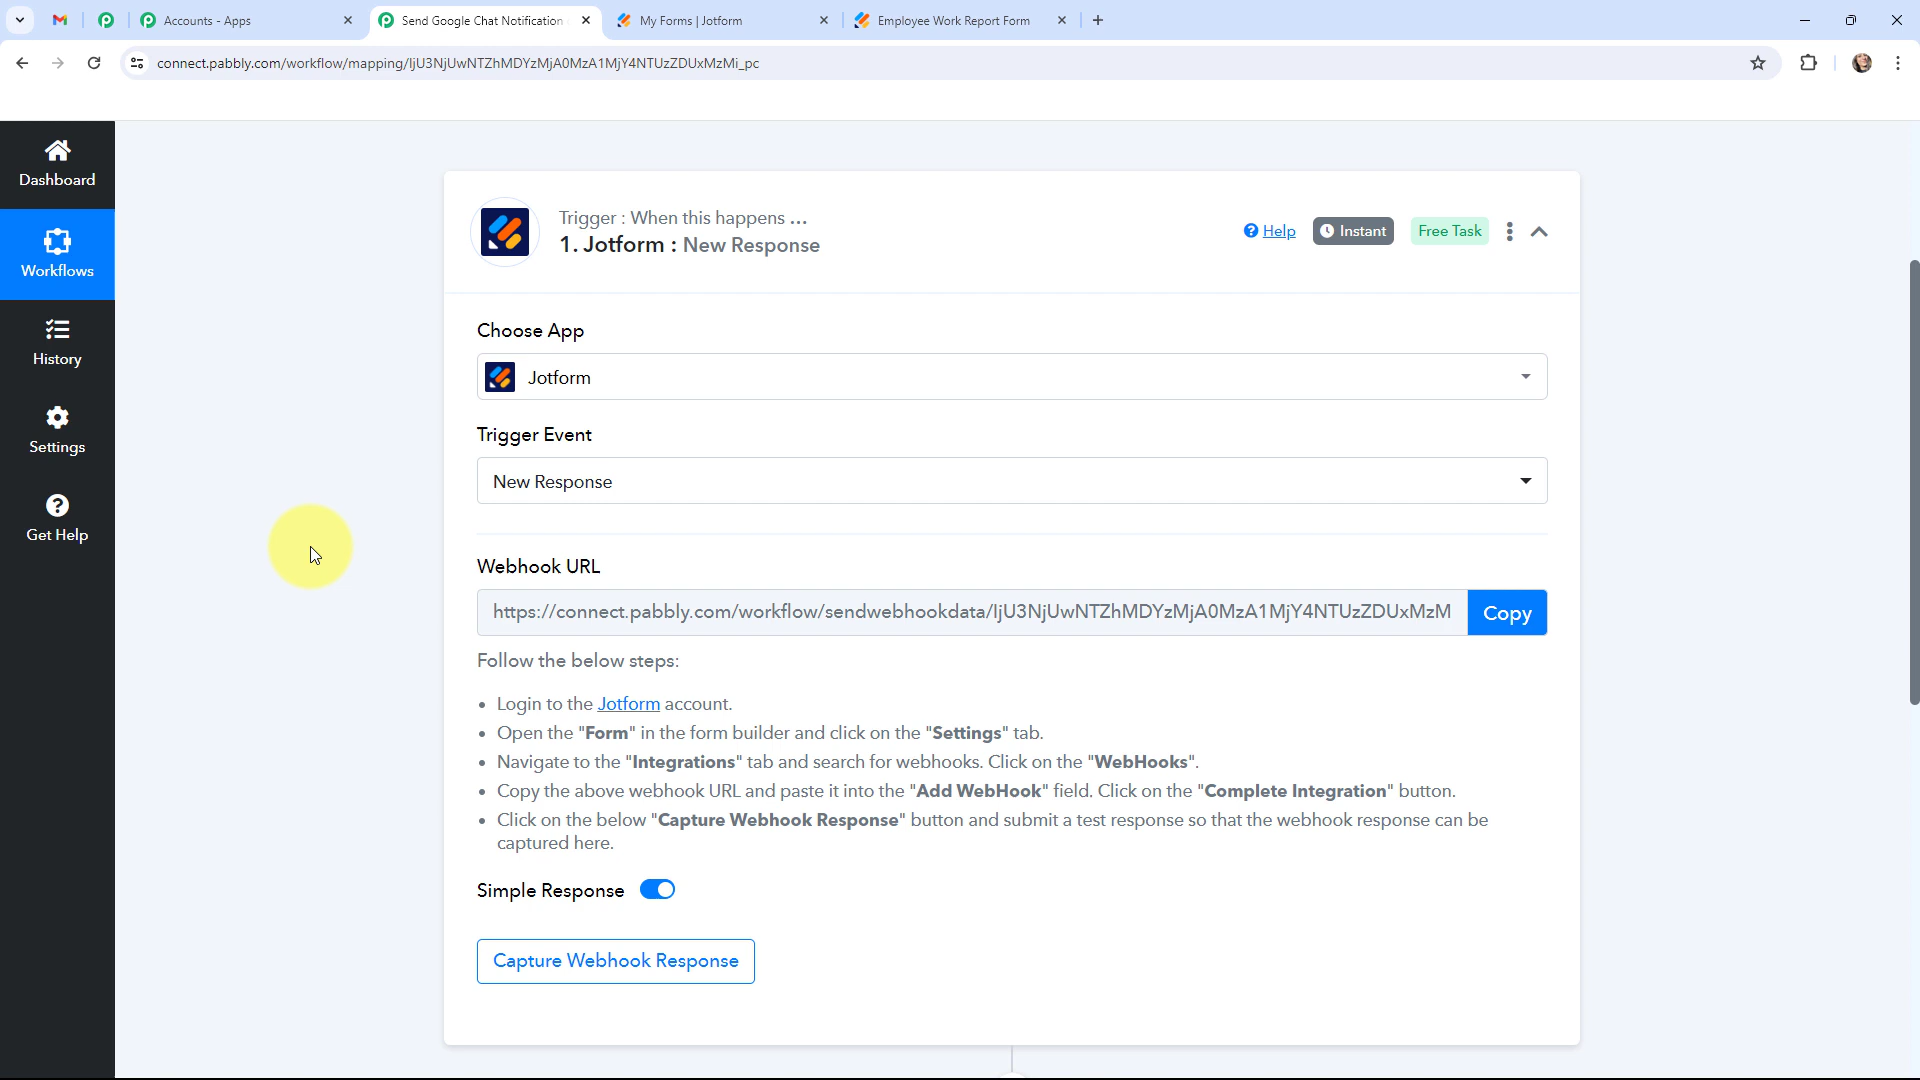 Accounts - Apps
Send Google Chat Notification
My Forms | Jotform
Employee Work Report Form
connect.pabbly.com/workflow/mapping/IjU3NjUwNTZhMDYzMjA0MzA1MjY4NTUzZDUxMzMi_pc
Dashboard
Workflows
History
Settings
Get Help
Trigger : When this happens ...
1. Jotform : New Response
Help
Instant
Free Task
Choose App
Jotform
Trigger Event
New Response
Webhook URL
https://connect.pabbly.com/workflow/sendwebhookdata/IjU3NjUwNTZhMDYzMjA0MzA1MjY4NTUzZDUxMzM
Copy
Follow the below steps:
• Login to the Jotform account.
• Open the "Form" in the form builder and click on the "Settings" tab.
• Navigate to the "Integrations" tab and search for webhooks. Click on the "WebHooks".
• Copy the above webhook URL and paste it into the "Add WebHook" field. Click on the "Complete Integration" button.
• Click on the below "Capture Webhook Response" button and submit a test response so that the webhook response can be
captured here.
Simple Response
Capture Webhook Response